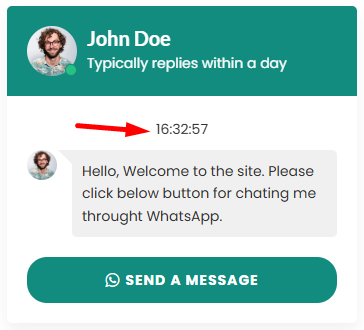 John Doe
Typically replies within a day
16:32:57
Hello, Welcome to the site. Please
click below button for chating me
throught WhatsApp.
SEND A MESSAGE